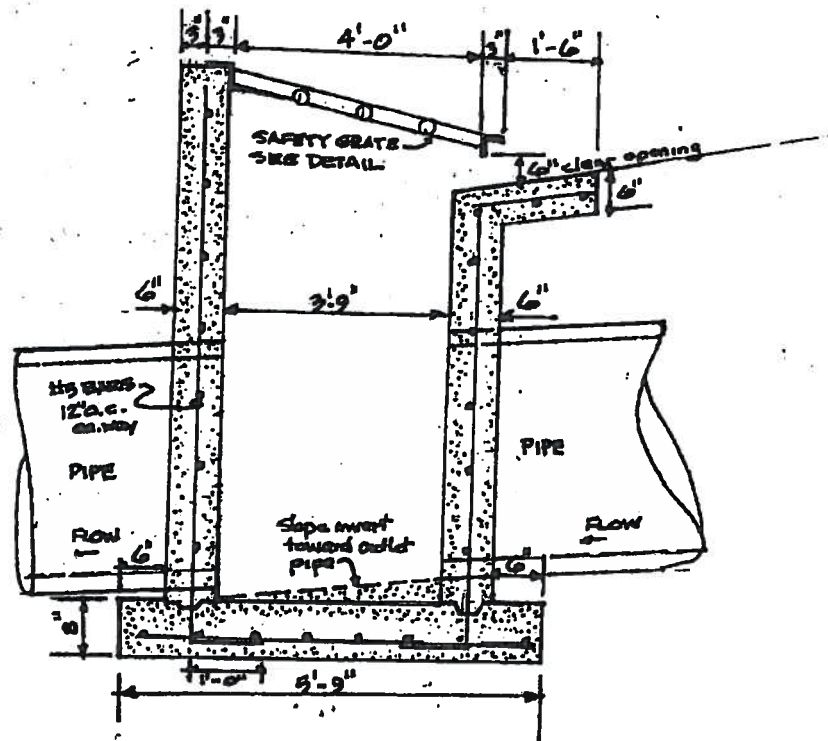 3" 3" 4'-0" 3" 1'-6"
SAFETY GRATE
SEE DETAIL
6" clear opening
6"
6" 3'-9" 6"
#5 BARS
12" o.c.
ea. way
PIPE
PIPE
Slope invert
toward outlet
pipe
FLOW
FLOW
6"
6"
8"
1'-0"
5'-9"